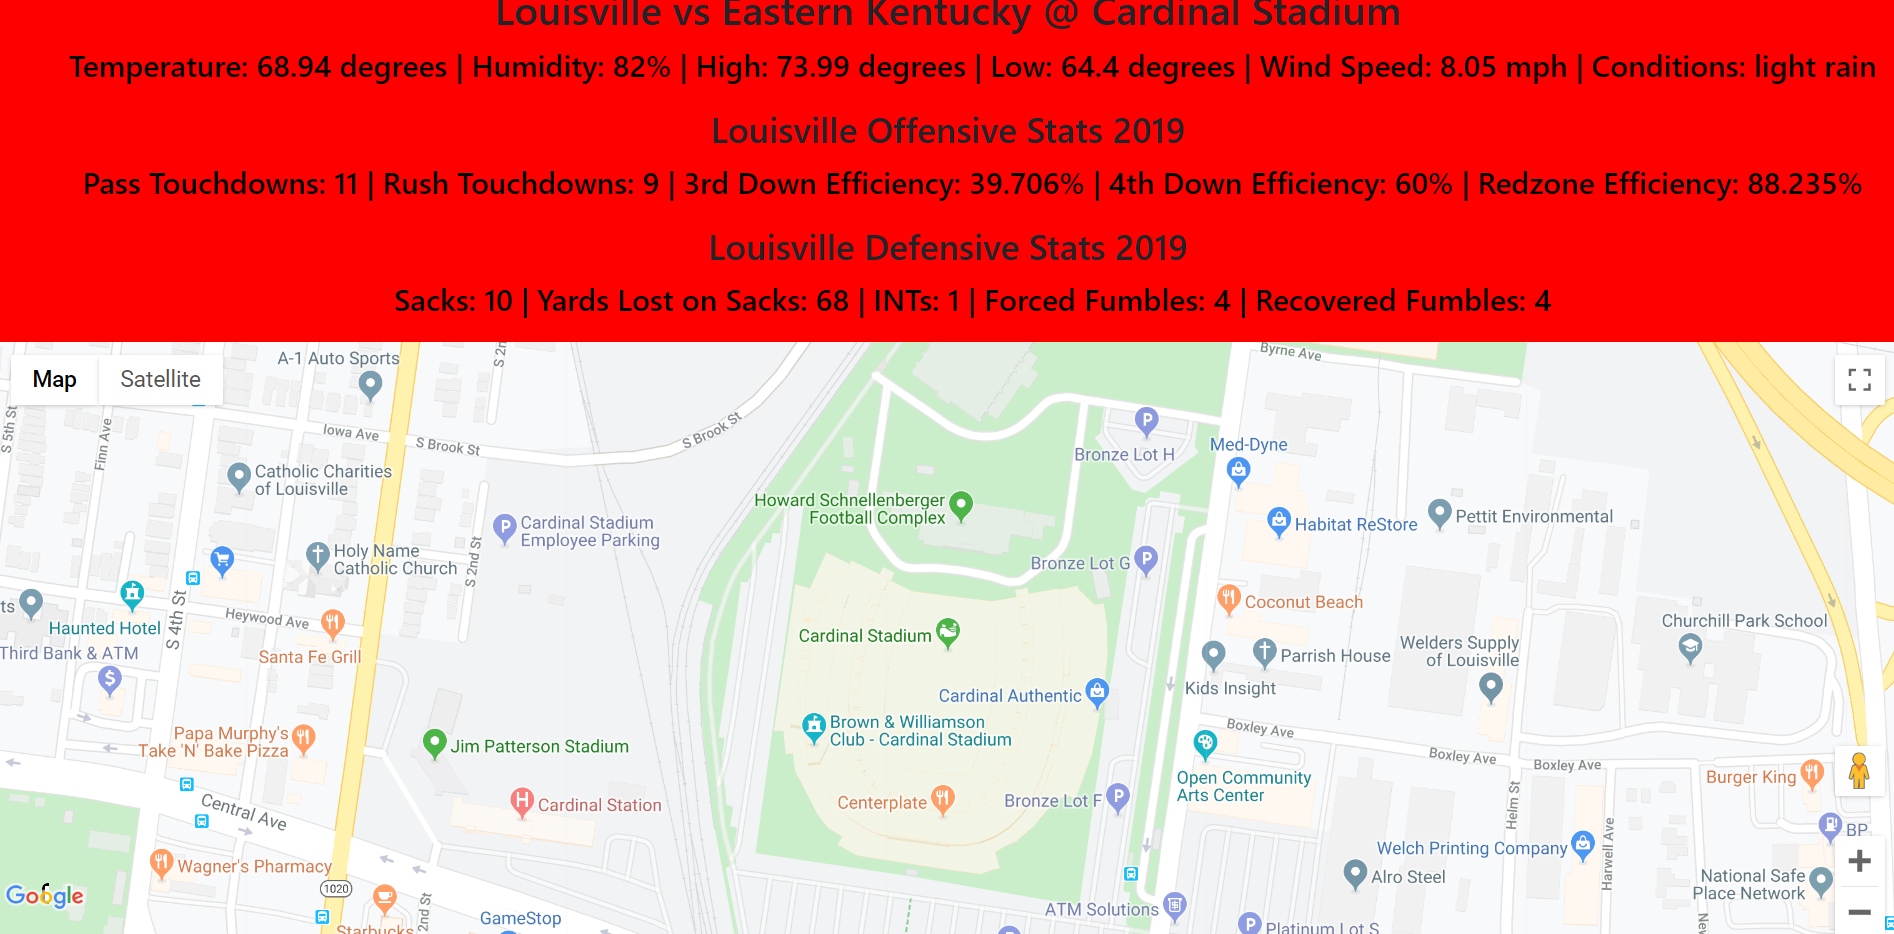 Louisville vs Eastern Kentucky @ Cardinal Stadium
Temperature: 68.94 degrees | Humidity: 82% | High: 73.99 degrees | Low: 64.4 degrees | Wind Speed: 8.05 mph | Conditions: light rain
Louisville Offensive Stats 2019
Pass Touchdowns: 11 | Rush Touchdowns: 9 | 3rd Down Efficiency: 39.706% | 4th Down Efficiency: 60% | Redzone Efficiency: 88.235%
Louisville Defensive Stats 2019
Sacks: 10 | Yards Lost on Sacks: 68 | INTs: 1 | Forced Fumbles: 4 | Recovered Fumbles: 4
Map
Satellite
A-1 Auto Sports
Byrne Ave
S 5th St
Finn Ave
Iowa Ave
S Brook St
S Brook St
Bronze Lot H
P
Med-Dyne
Catholic Charities
of Louisville
Howard Schnellenberger
Football Complex
P
Cardinal Stadium
Employee Parking
Habitat ReStore
Pettit Environmental
Holy Name
Catholic Church
S 2nd St
Bronze Lot G
P
S 4th St
Heywood Ave
Haunted Hotel
Coconut Beach
Churchill Park School
Cardinal Stadium
Third Bank & ATM
$
Santa Fe Grill
Parrish House
Welders Supply
of Louisville
Kids Insight
Cardinal Authentic
Brown & Williamson
Club - Cardinal Stadium
Papa Murphy's
Take 'N' Bake Pizza
Jim Patterson Stadium
Boxley Ave
Boxley Ave
Boxley Ave
Open Community
Arts Center
Burger King
H
Cardinal Station
Centerplate
Bronze Lot F
P
Central Ave
Helm St
Harwell Ave
BP
Welch Printing Company
Wagner's Pharmacy
1020
Alro Steel
National Safe
Place Network
Google
2nd St
GameStop
ATM Solutions
Platinum Lot S
P
Starbucks